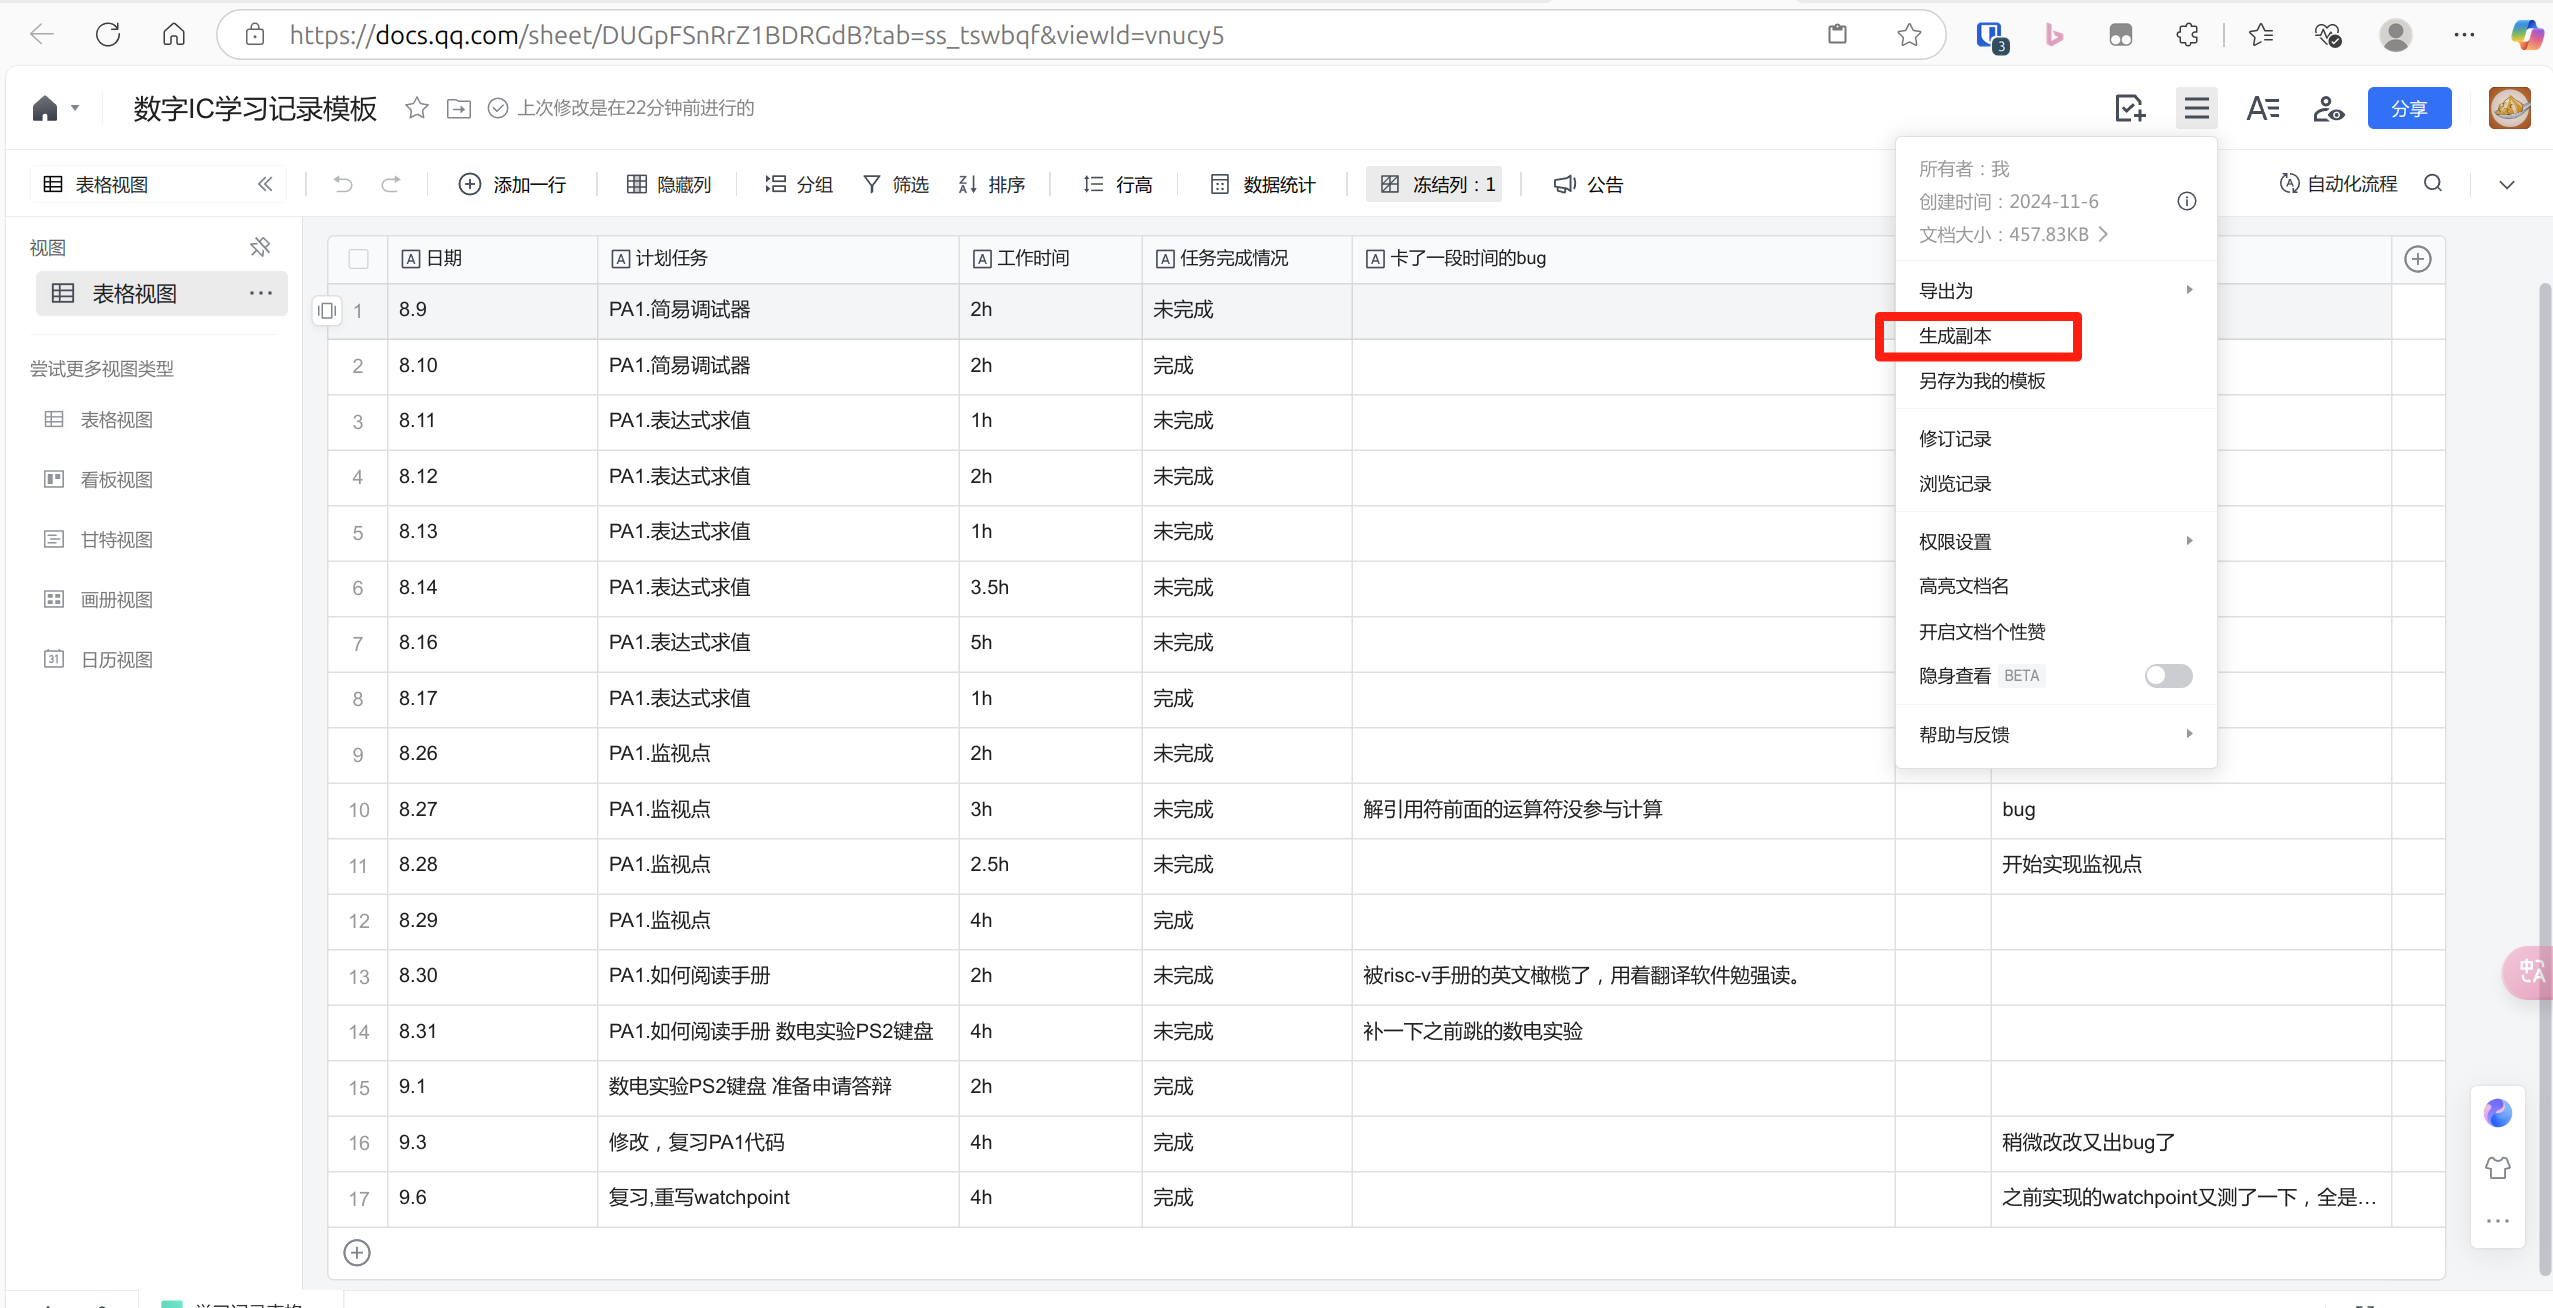 https://docs.qq.com/sheet/DUGpFSnRrZ1BDRGdB?tab=ss_tswbqf&viewId=vnucy5
3
数字IC学习记录模板
上次修改是在22分钟前进行的
分享
表格视图
添加一行
隐藏列
分组
筛选
排序
行高
数据统计
冻结列：1
公告
自动化流程
视图
表格视图
尝试更多视图类型
表格视图
看板视图
甘特视图
画册视图
31 日历视图
日期 计划任务 工作时间 任务完成情况 卡了一段时间的bug
1 8.9 PA1.简易调试器 2h 未完成
2 8.10 PA1.简易调试器 2h 完成
3 8.11 PA1.表达式求值 1h 未完成
4 8.12 PA1.表达式求值 2h 未完成
5 8.13 PA1.表达式求值 1h 未完成
6 8.14 PA1.表达式求值 3.5h 未完成
7 8.16 PA1.表达式求值 5h 未完成
8 8.17 PA1.表达式求值 1h 完成
9 8.26 PA1.监视点 2h 未完成
10 8.27 PA1.监视点 3h 未完成 解引用符前面的运算符没参与计算 bug
11 8.28 PA1.监视点 2.5h 未完成 开始实现监视点
12 8.29 PA1.监视点 4h 完成
13 8.30 PA1.如何阅读手册 2h 未完成 被risc-v手册的英文橄榄了，用着翻译软件勉强读。
14 8.31 PA1.如何阅读手册 数电实验PS2键盘 4h 未完成 补一下之前跳的数电实验
15 9.1 数电实验PS2键盘 准备申请答辩 2h 完成
16 9.3 修改，复习PA1代码 4h 完成 稍微改改又出bug了
17 9.6 复习,重写watchpoint 4h 完成 之前实现的watchpoint又测了一下，全是…
所有者：我
创建时间：2024-11-6
文档大小：457.83KB
导出为
生成副本
另存为我的模板
修订记录
浏览记录
权限设置
高亮文档名
开启文档个性赞
隐身查看 BETA
帮助与反馈
中A
学习记录表格